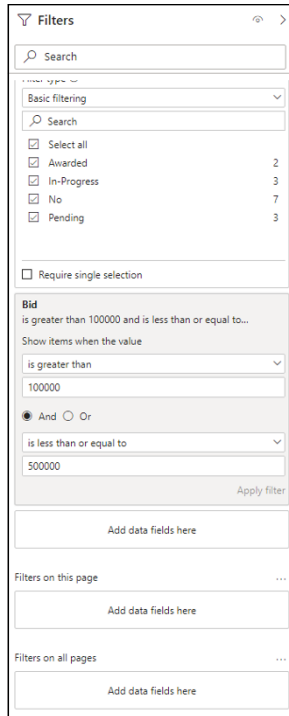 Filters
Search
Filter type
Basic filtering
Search
Select all
Awarded 2
In-Progress 3
No 7
Pending 3
Require single selection
Bid
is greater than 100000 and is less than or equal to...
Show items when the value
is greater than
100000
And Or
is less than or equal to
500000
Apply filter
Add data fields here
Filters on this page ...
Add data fields here
Filters on all pages ...
Add data fields here